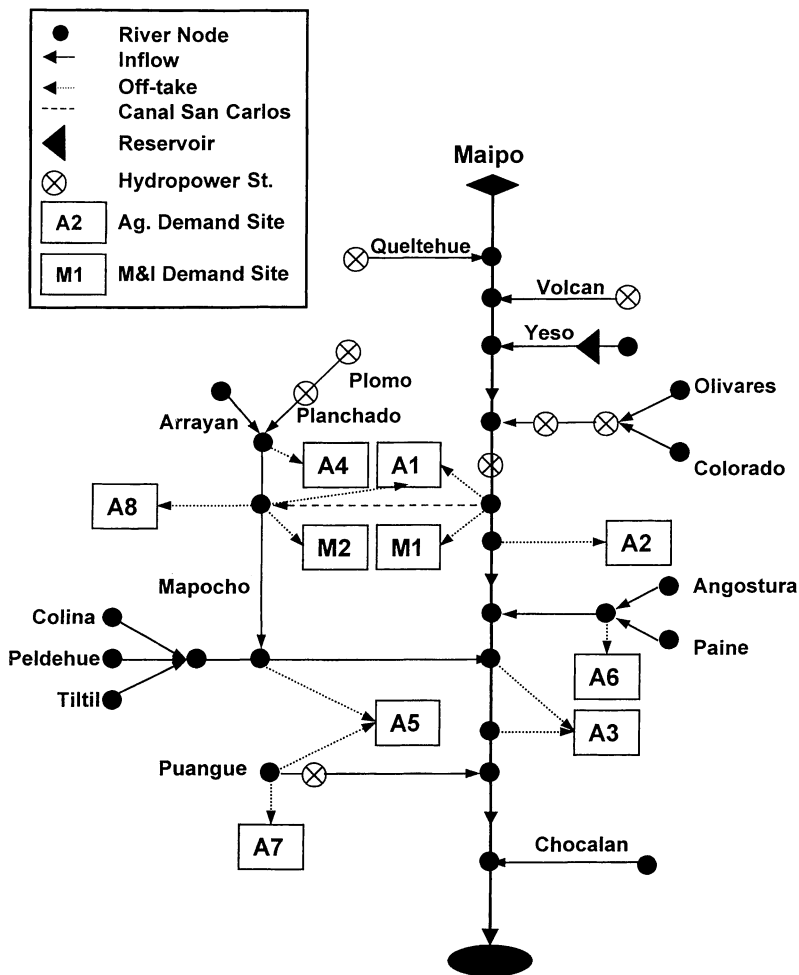 River Node
Inflow
Off-take
Canal San Carlos
Reservoir
Hydropower St.
A2 Ag. Demand Site
M1 M&I Demand Site
Maipo
Queltehue
Volcan
Yeso
Plomo
Planchado
Arrayan
Olivares
Colorado
A4
A1
A8
M2
M1
A2
Mapocho
Angostura
Colina
Peldehue
Paine
A6
Tiltil
A5
A3
Puangue
A7
Chocalan